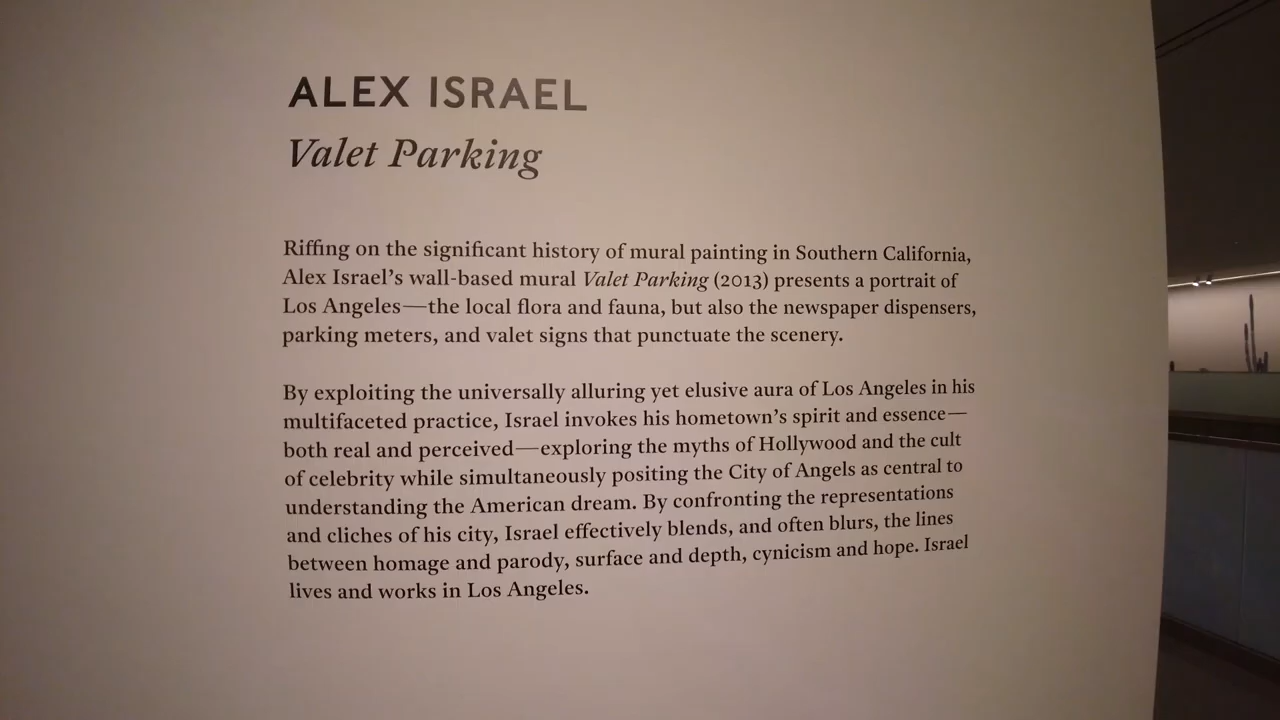 ALEX ISRAEL
Valet Parking
Riffing on the significant history of mural painting in Southern California,
Alex Israel’s wall-based mural Valet Parking (2013) presents a portrait of
Los Angeles—the local flora and fauna, but also the newspaper dispensers,
parking meters, and valet signs that punctuate the scenery.
By exploiting the universally alluring yet elusive aura of Los Angeles in his
multifaceted practice, Israel invokes his hometown’s spirit and essence—
both real and perceived—exploring the myths of Hollywood and the cult
of celebrity while simultaneously positing the City of Angels as central to
understanding the American dream. By confronting the representations
and cliches of his city, Israel effectively blends, and often blurs, the lines
between homage and parody, surface and depth, cynicism and hope. Israel
lives and works in Los Angeles.